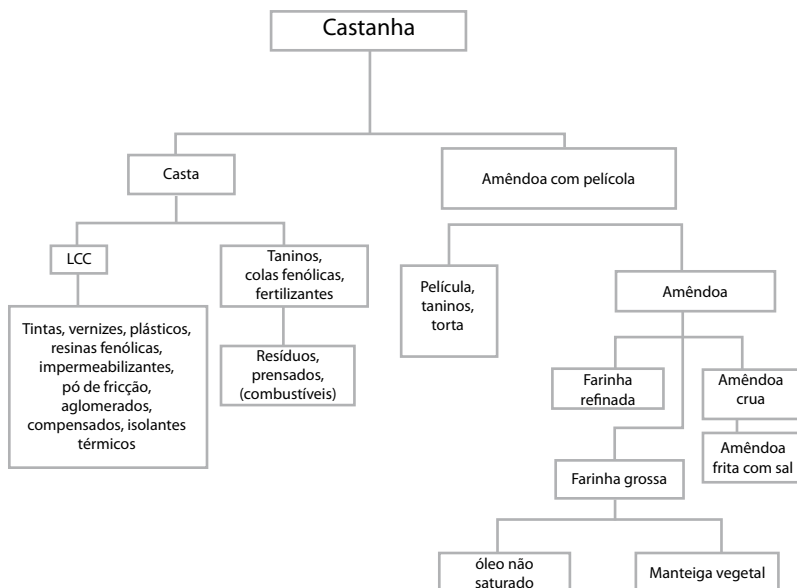 Castanha
Casta
Amêndoa com pelícola
LCC
Taninos,
colas fenólicas,
fertilizantes
Película,
taninos,
torta
Amêndoa
Tintas, vernizes, plásticos,
resinas fenólicas,
impermeabilizantes,
pó de fricção,
aglomerados,
compensados, isolantes
térmicos
Resíduos,
prensados,
(combustíveis)
Farinha
refinada
Amêndoa
crua
Amêndoa
frita com sal
Farinha grossa
óleo não
saturado
Manteiga vegetal